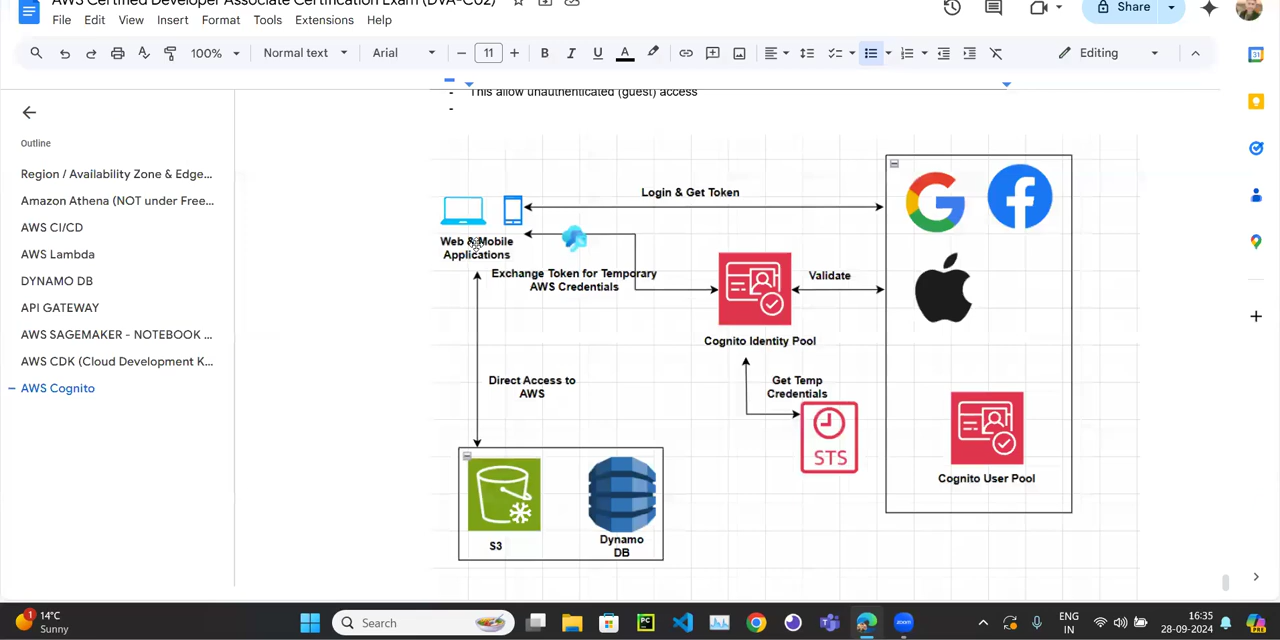 AWS Certified Developer Associate Certification Exam (DVA-C02)
File Edit View Insert Format Tools Extensions Help
Share
100% Normal text Arial 11 Editing
Outline
Region / Availability Zone & Edge...
Amazon Athena (NOT under Free...
AWS CI/CD
AWS Lambda
DYNAMO DB
API GATEWAY
AWS SAGEMAKER - NOTEBOOK ...
AWS CDK (Cloud Development K...
AWS Cognito
- This allow unauthenticated (guest) access
-
Login & Get Token
Web & Mobile
Applications
Exchange Token for Temporary
AWS Credentials
Validate
Cognito Identity Pool
Direct Access to
AWS
Get Temp
Credentials
STS
Cognito User Pool
S3
Dynamo
DB
14°C
Sunny
Search
ENG
IN
16:35
28-09-2024